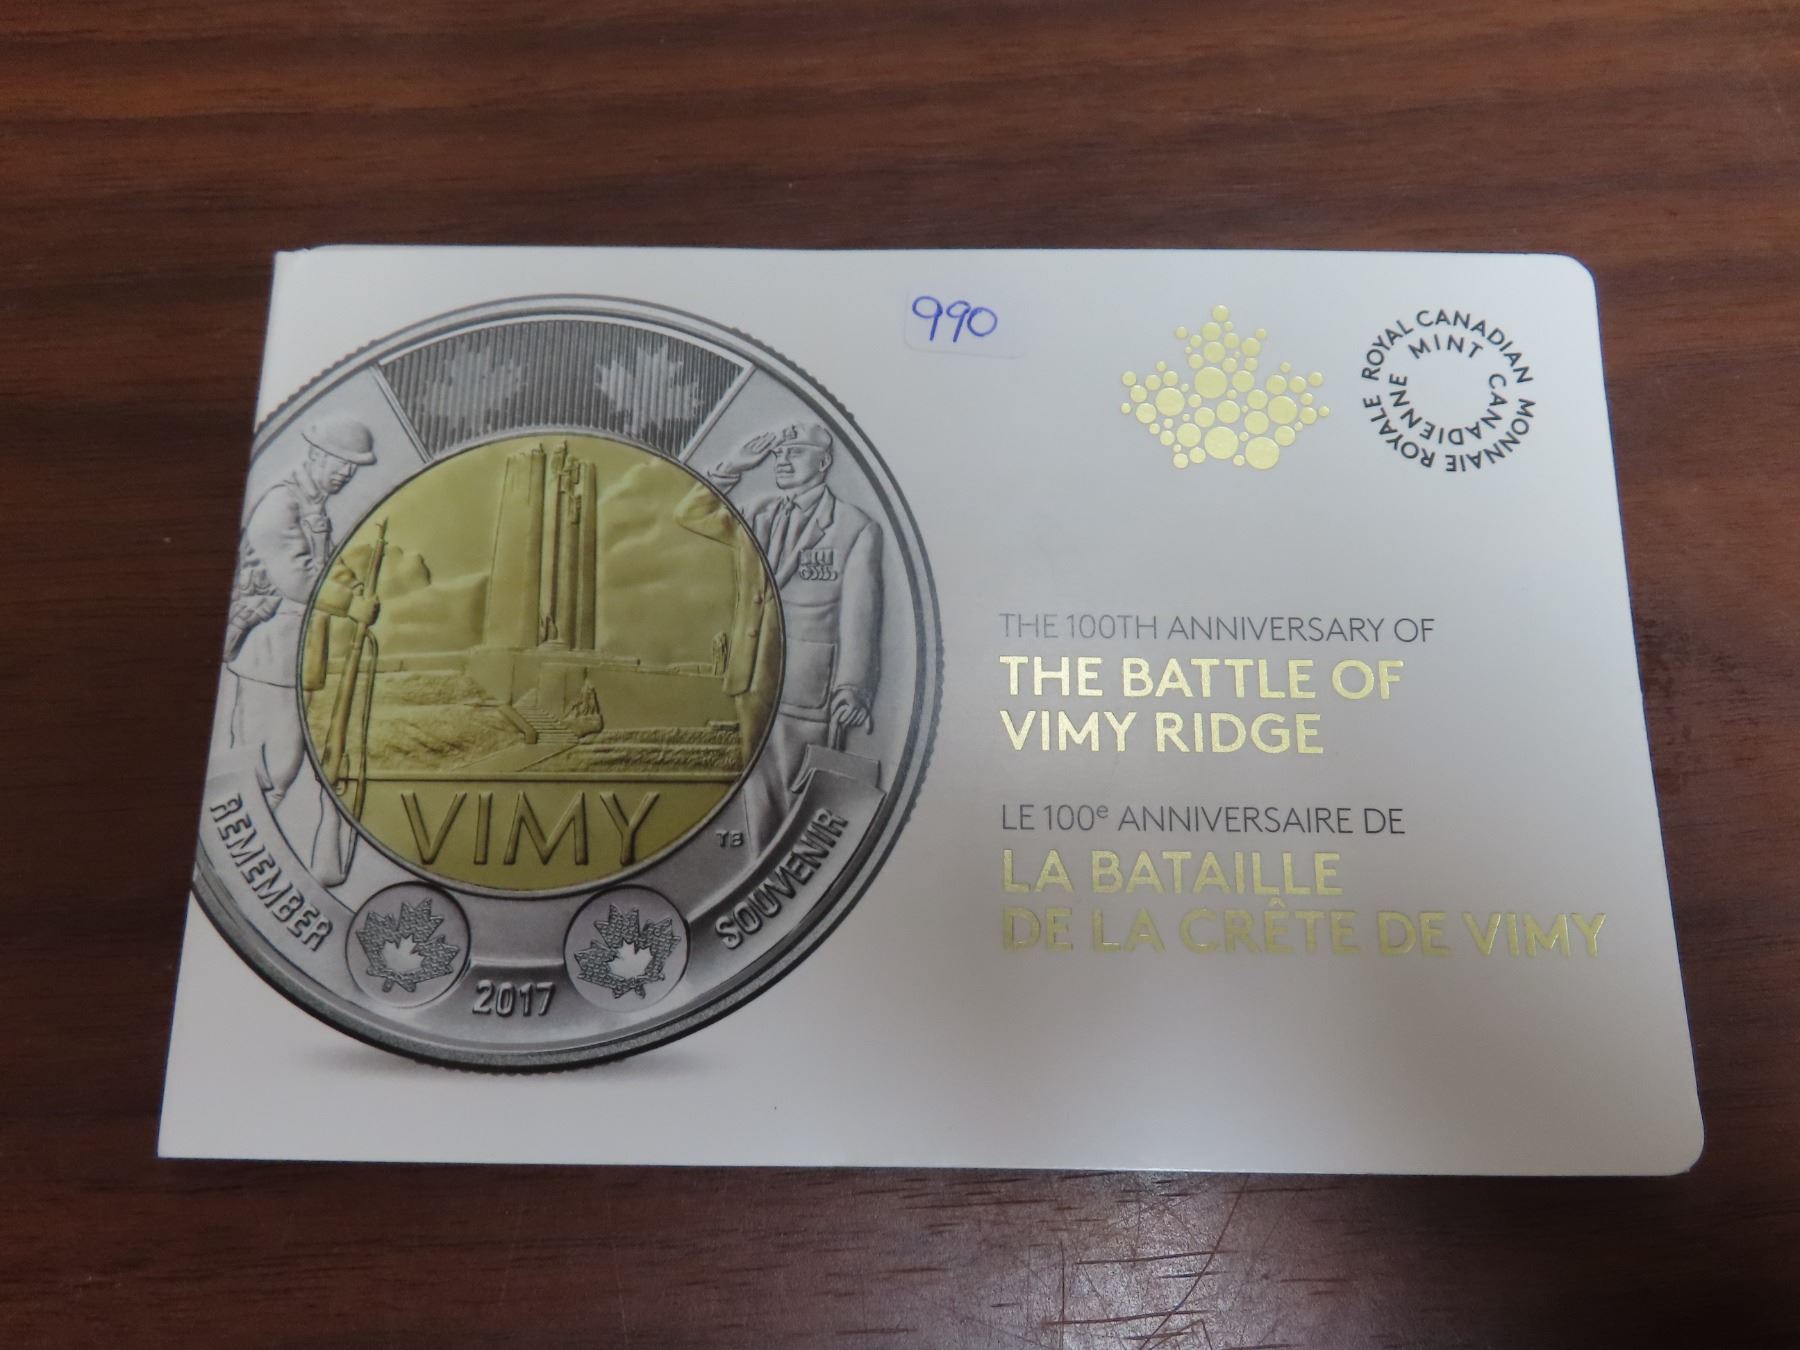 990
ROYAL CANADIAN MINT
MONNAIE ROYALE CANADIENNE
THE 100TH ANNIVERSARY OF
THE BATTLE OF
VIMY RIDGE
LE 100e ANNIVERSAIRE DE
LA BATAILLE
DE LA CRÊTE DE VIMY
VIMY
TB
REMEMBER
SOUVENIR
2017